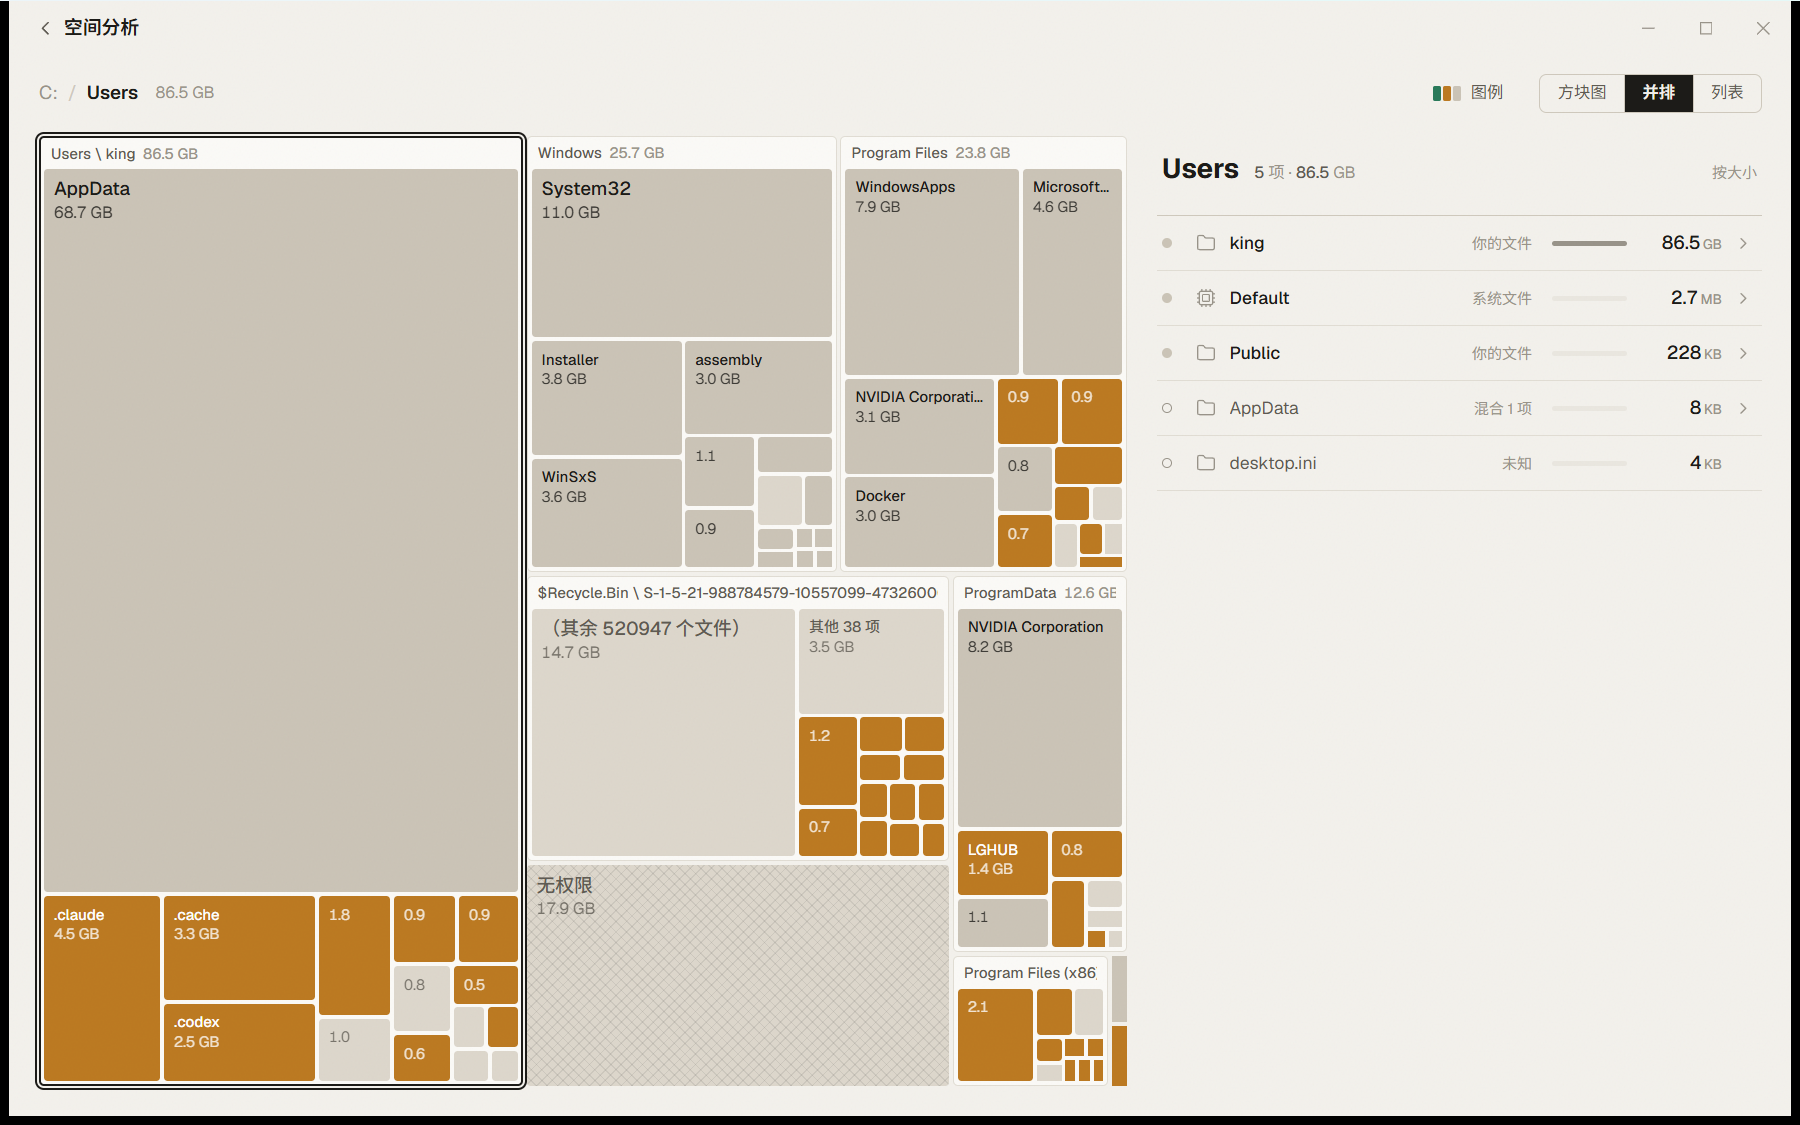 空间分析
C: / Users 86.5 GB
图例
方块图 并排 列表
Users \ king 86.5 GB
AppData
68.7 GB
.claude
4.5 GB
.cache
3.3 GB
.codex
2.5 GB
1.8
1.0
0.9
0.9
0.8
0.5
0.6
Windows 25.7 GB
System32
11.0 GB
Installer
3.8 GB
assembly
3.0 GB
WinSxS
3.6 GB
1.1
0.9
Program Files 23.8 GB
WindowsApps
7.9 GB
Microsoft...
4.6 GB
NVIDIA Corporati...
3.1 GB
Docker
3.0 GB
0.9
0.9
0.8
0.7
$Recycle.Bin \ S-1-5-21-988784579-10557099-4732600
（其余 520947 个文件）
14.7 GB
其他 38 项
3.5 GB
1.2
0.7
无权限
17.9 GB
ProgramData 12.6 GB
NVIDIA Corporation
8.2 GB
LGHUB
1.4 GB
0.8
1.1
Program Files (x86)
2.1
Users 5 项 · 86.5 GB
按大小
king 你的文件 86.5 GB
Default 系统文件 2.7 MB
Public 你的文件 228 KB
AppData 混合 1 项 8 KB
desktop.ini 未知 4 KB